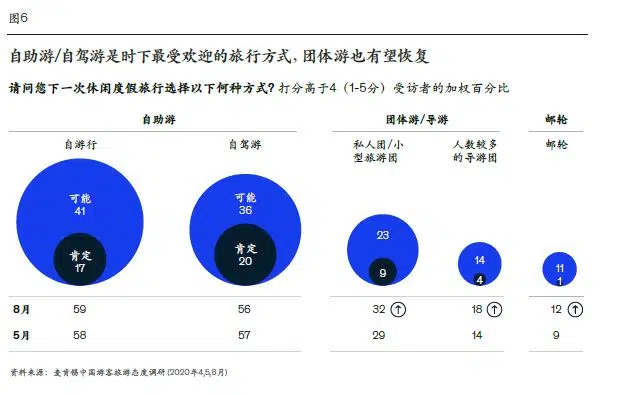 图6
自助游/自驾游是时下最受欢迎的旅行方式，团体游也有望恢复
请问您下一次休闲度假旅行选择以下何种方式? 打分高于4（1-5分）受访者的加权百分比
自助游 团体游/导游 邮轮
自游行 自驾游 私人团/小 人数较多 邮轮
型旅游团 的导游团
可能 可能
41 36 23 14 11
肯定 肯定
17 20 9 4 1
8月 59 56 32 18 12
5月 58 57 29 14 9
资料来源：麦肯锡中国游客旅游态度调研 (2020年4,5,8月)